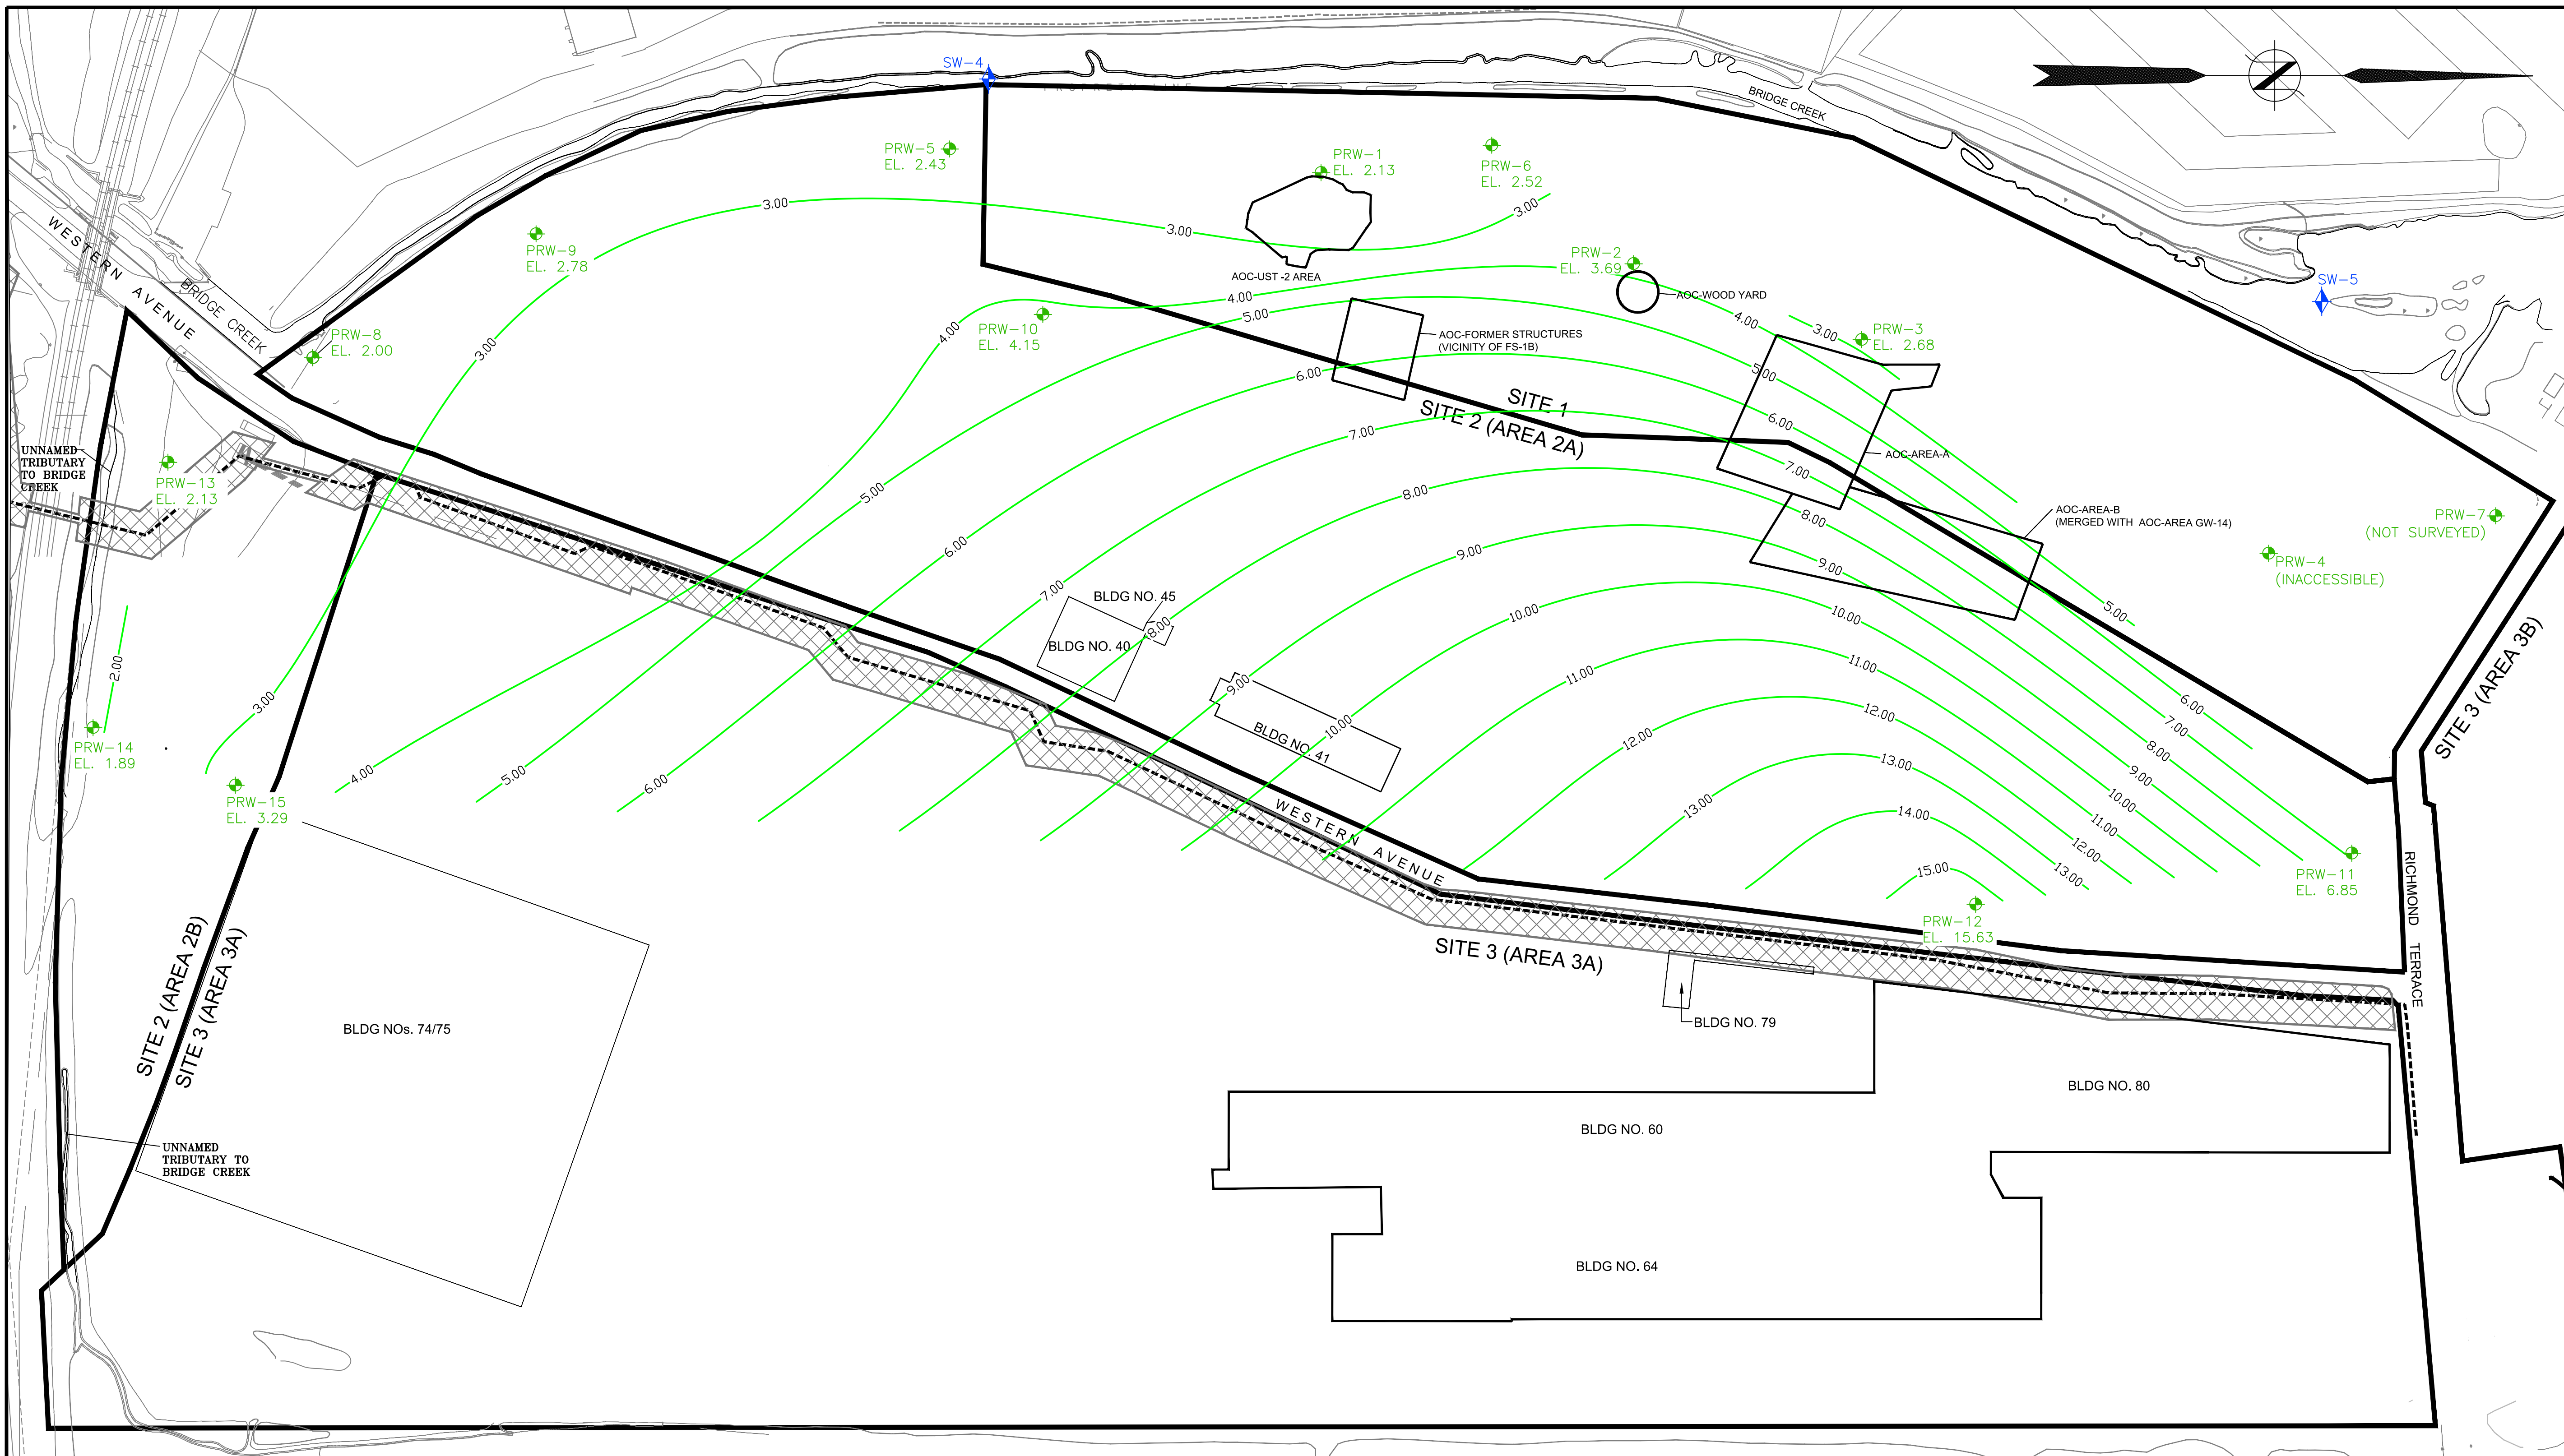 SW-4
PROPERTY LINE
BRIDGE CREEK
PRW-5
EL. 2.43
PRW-1
EL. 2.13
PRW-6
EL. 2.52
3.00
3.00
3.00
WESTERN AVENUE
BRIDGE CREEK
PRW-9
EL. 2.78
PRW-2
EL. 3.69
AOC-UST -2 AREA
AOC-WOOD YARD
SW-5
4.00
5.00
4.00
4.00
3.00
PRW-8
EL. 2.00
3.00
PRW-10
EL. 4.15
AOC-FORMER STRUCTURES
(VICINITY OF FS-1B)
PRW-3
EL. 2.68
6.00
5.00
SITE 1
SITE 2 (AREA 2A)
7.00
6.00
UNNAMED
TRIBUTARY
TO BRIDGE
CREEK
PRW-13
EL. 2.13
AOC-AREA-A
7.00
5.00
8.00
8.00
AOC-AREA-B
(MERGED WITH AOC-AREA GW-14)
PRW-7
(NOT SURVEYED)
PRW-4
(INACCESSIBLE)
6.00
9.00
9.00
7.00
BLDG NO. 45
BLDG NO. 40
8.00
10.00
10.00
5.00
2.00
3.00
9.00
11.00
11.00
6.00
SITE 3 (AREA 3B)
PRW-14
EL. 1.89
10.00
12.00
12.00
7.00
BLDG NO. 41
4.00
5.00
6.00
13.00
13.00
8.00
9.00
10.00
PRW-15
EL. 3.29
WESTERN AVENUE
14.00
11.00
12.00
13.00
15.00
PRW-11
EL. 6.85
PRW-12
EL. 15.63
RICHMOND TERRACE
SITE 3 (AREA 3A)
SITE 2 (AREA 2B)
SITE 3 (AREA 3A)
BLDG NOs. 74/75
BLDG NO. 79
BLDG NO. 80
BLDG NO. 60
UNNAMED
TRIBUTARY TO
BRIDGE CREEK
BLDG NO. 64